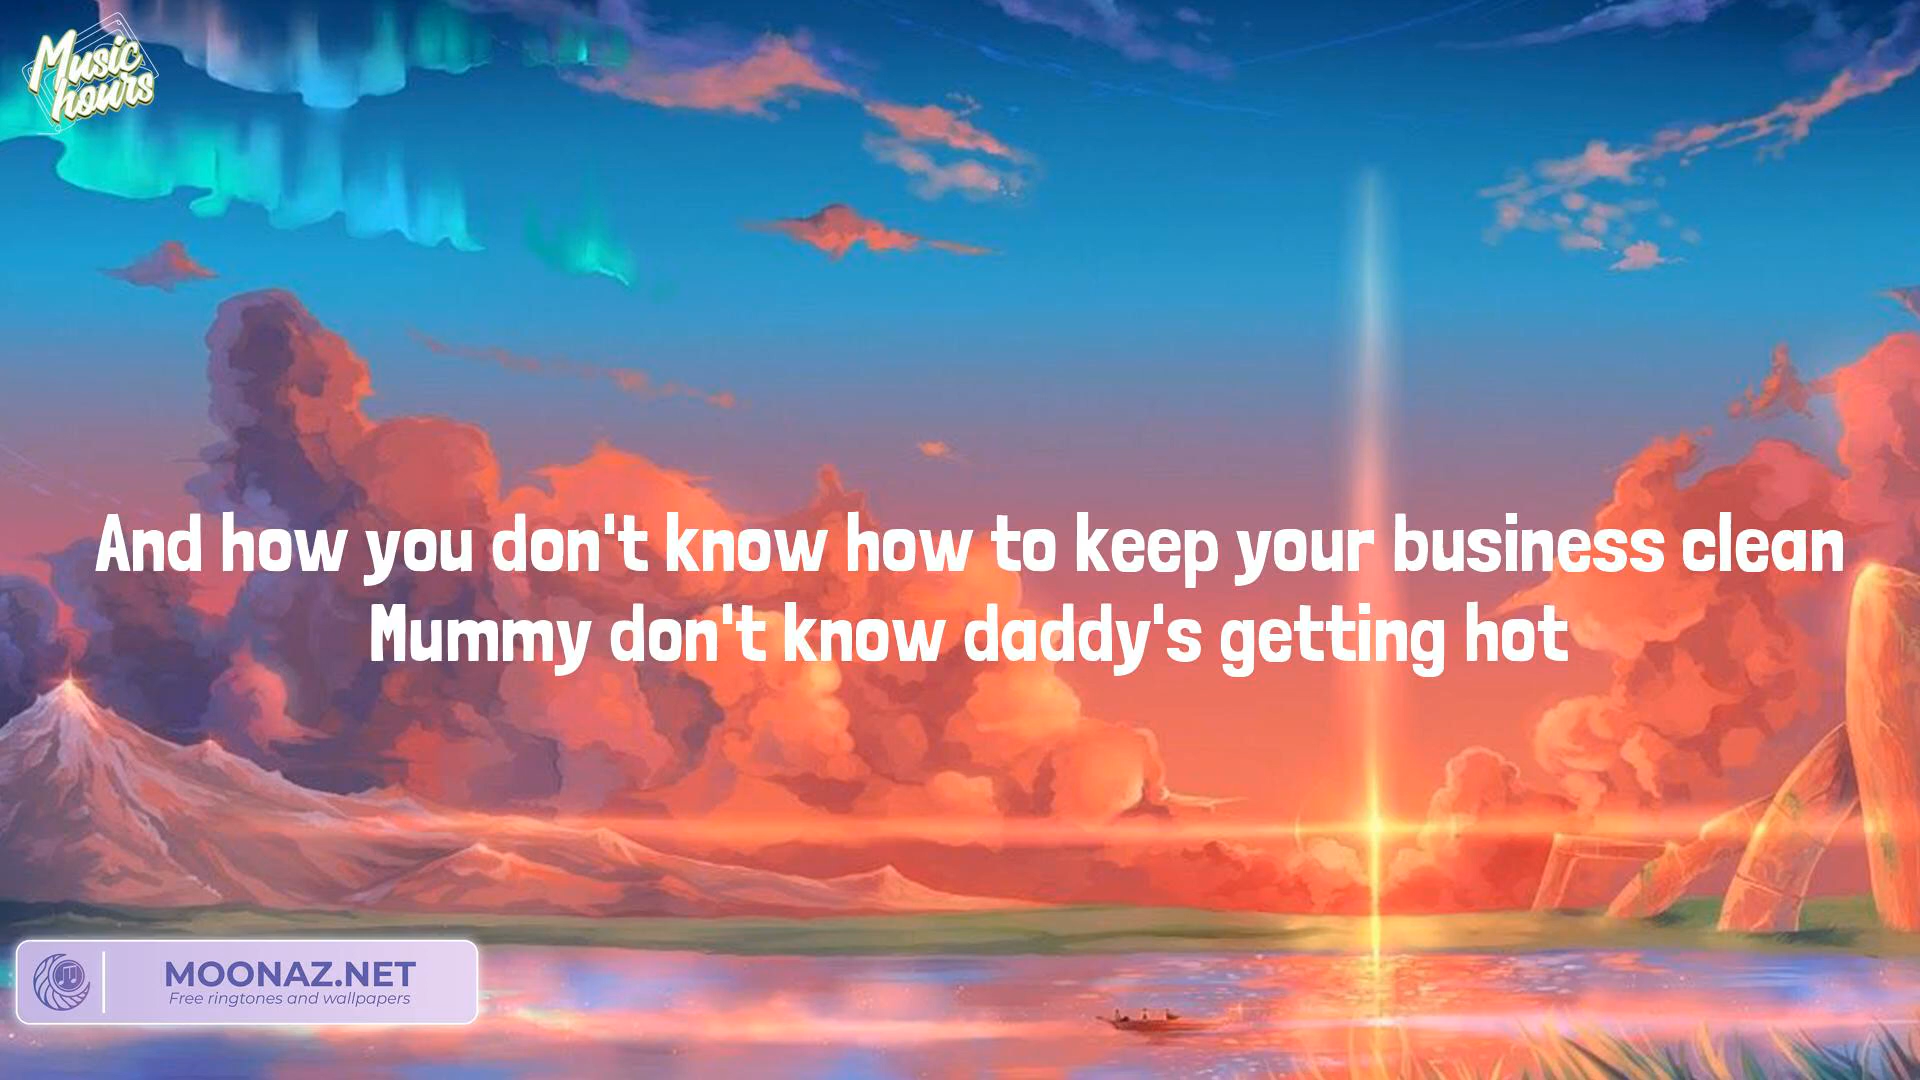 Music
hours
And how you don't know how to keep your business clean
Mummy don't know daddy's getting hot
MOONAZ.NET
Free ringtones and wallpapers